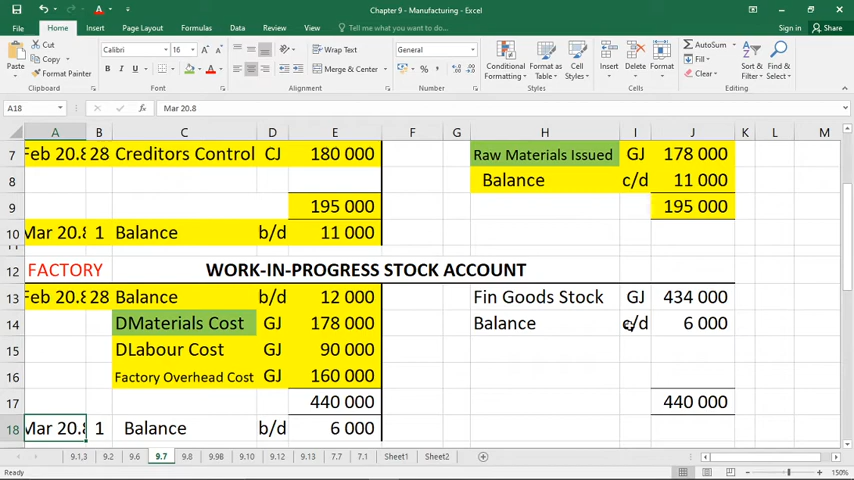 Chapter 9 - Manufacturing - Excel
File Home Insert Page Layout Formulas Data Review View Tell me what you want to do... Sign in Share
Paste Cut Copy Format Painter
Calibri 16 A A
B I U A
Wrap Text
Merge & Center
General
% ,
Conditional Formatting Format as Table Cell Styles
Insert Delete Format
AutoSum Fill Clear
Sort & Filter Find & Select
Clipboard Font Alignment Number Styles Cells Editing
A18 fx Mar 20.8
A B C D E F G H I J K L M
7 Feb 20.8 28 Creditors Control CJ 180 000 Raw Materials Issued GJ 178 000
8 Balance c/d 11 000
9 195 000 195 000
10 Mar 20.8 1 Balance b/d 11 000
11
12 FACTORY WORK-IN-PROGRESS STOCK ACCOUNT
13 Feb 20.8 28 Balance b/d 12 000 Fin Goods Stock GJ 434 000
14 DMaterials Cost GJ 178 000 Balance c/d 6 000
15 DLabour Cost GJ 90 000
16 Factory Overhead Cost GJ 160 000
17 440 000 440 000
18 Mar 20.8 1 Balance b/d 6 000
9.1,3 9.2 9.6 9.7 9.8 9.98 9.10 9.12 9.13 7.7 7.1 Sheet1 Sheet2
Ready 150%